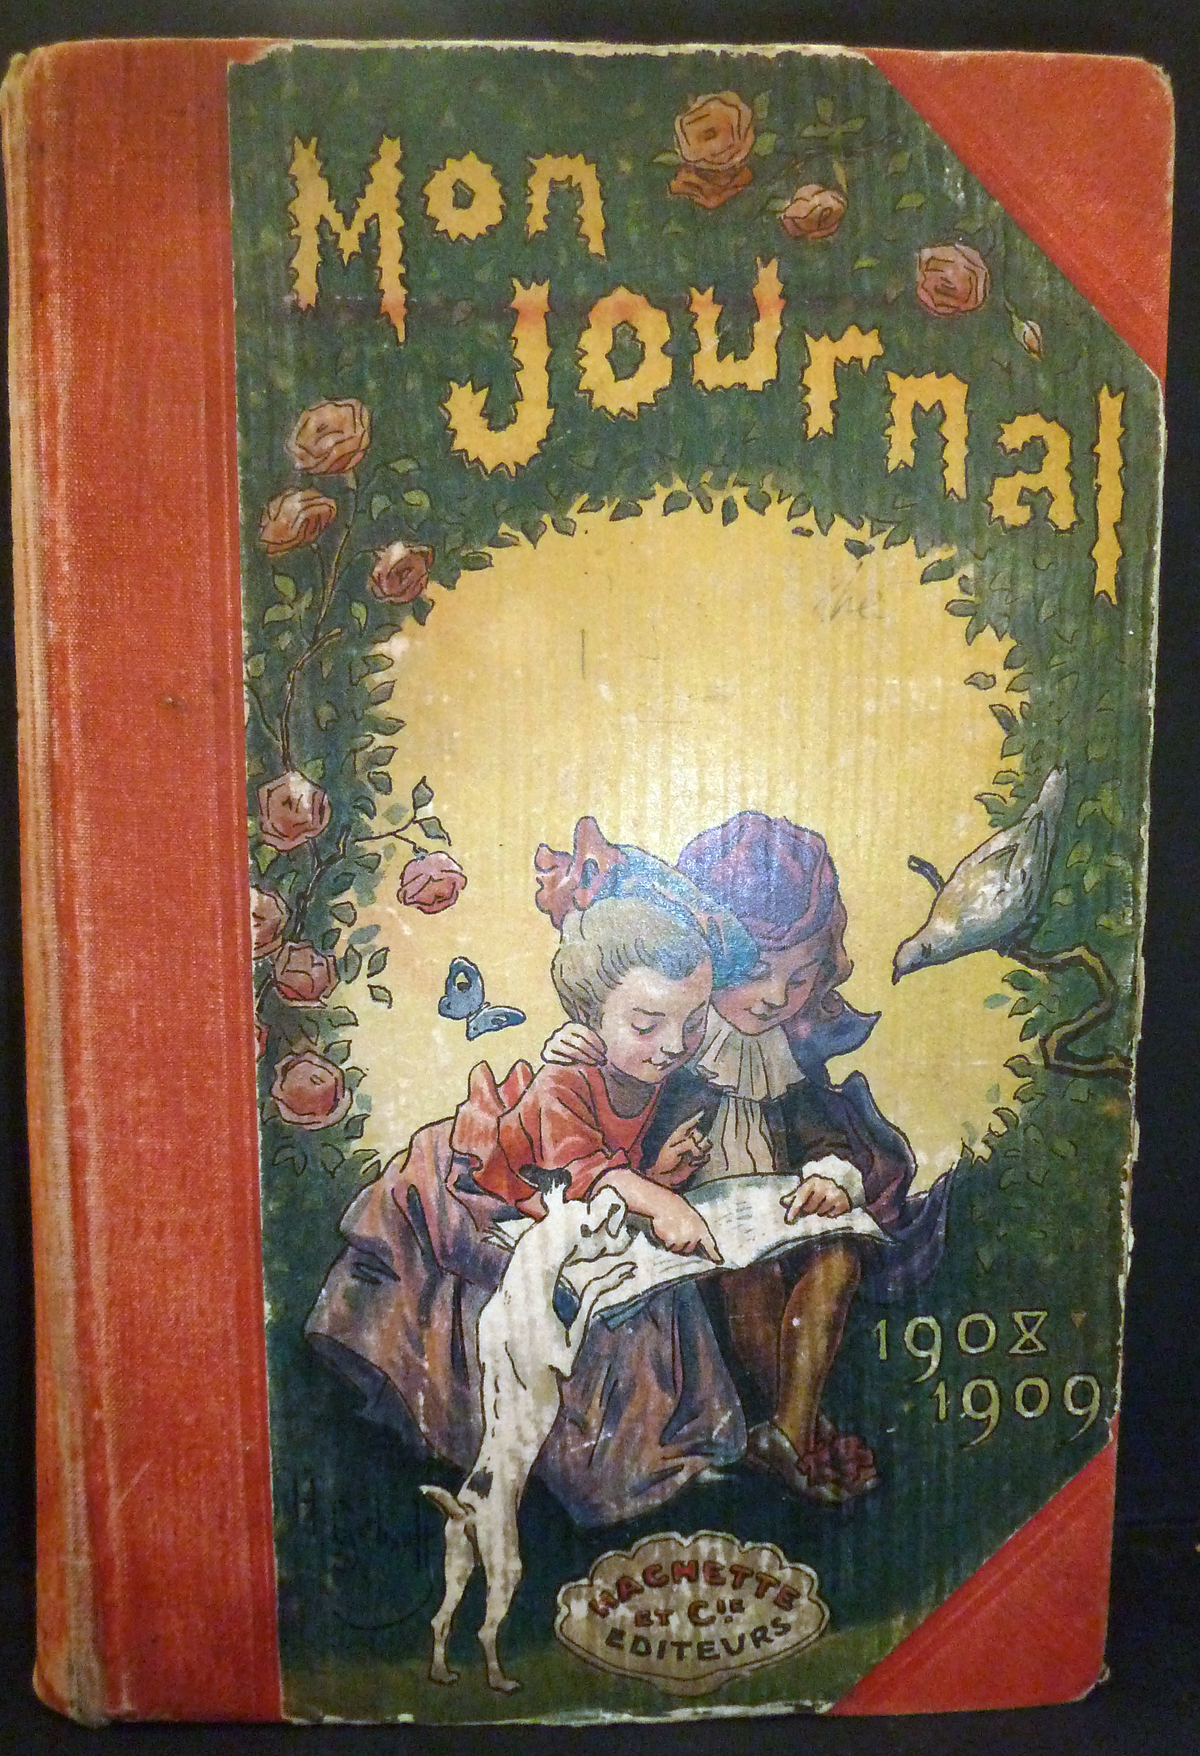 Mon
Journal
1908
1909
HACHETTE
ET CIE
EDITEURS